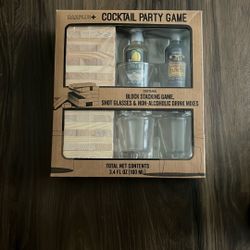 COCKTAIL PARTY GAME
CONTAINS:
BLOCK STACKING GAME,
SHOT GLASSES & NON-ALCOHOLIC DRINK MIXES
TOTAL NET CONTENTS:
3.4 FL OZ (100 ML)